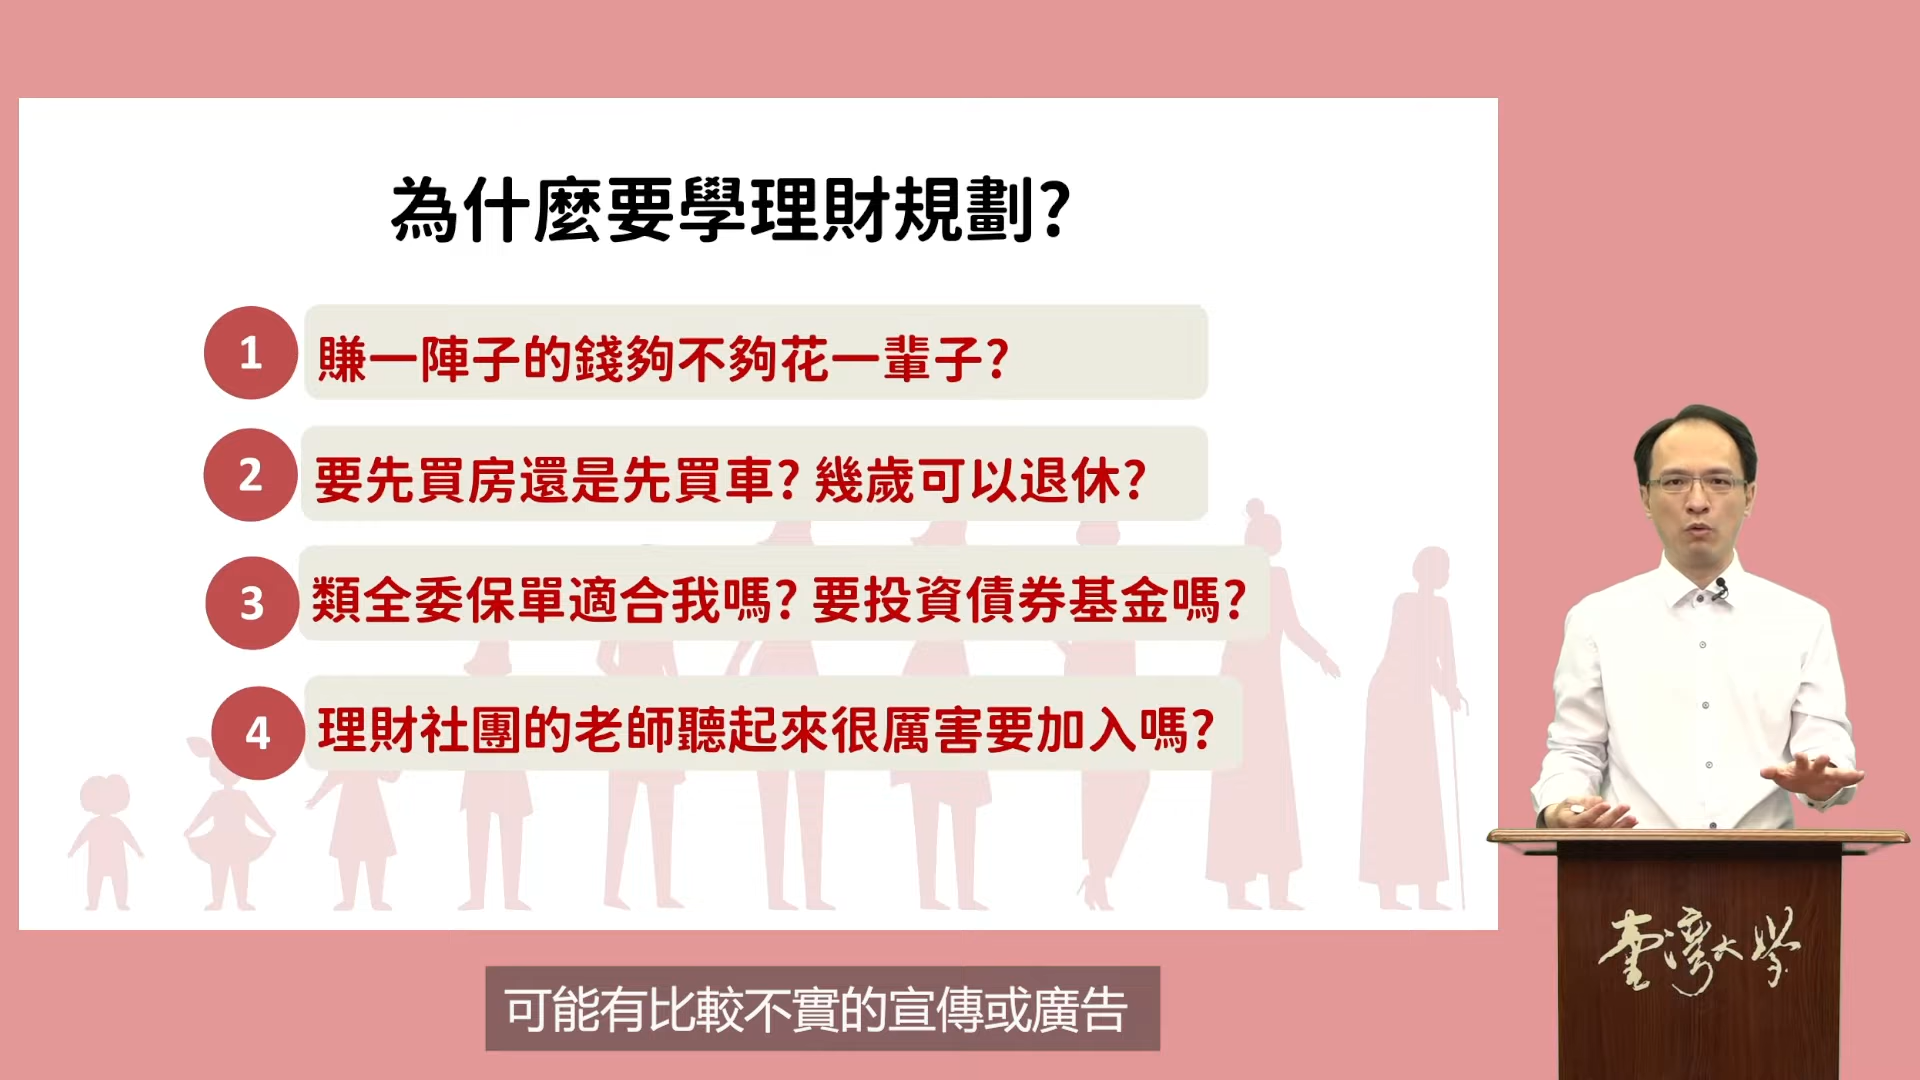 為什麼要學理財規劃?
1 賺一陣子的錢夠不夠花一輩子?
2 要先買房還是先買車? 幾歲可以退休?
3 類全委保單適合我嗎? 要投資債券基金嗎?
4 理財社團的老師聽起來很厲害要加入嗎?
臺灣大學
可能有比較不實的宣傳或廣告